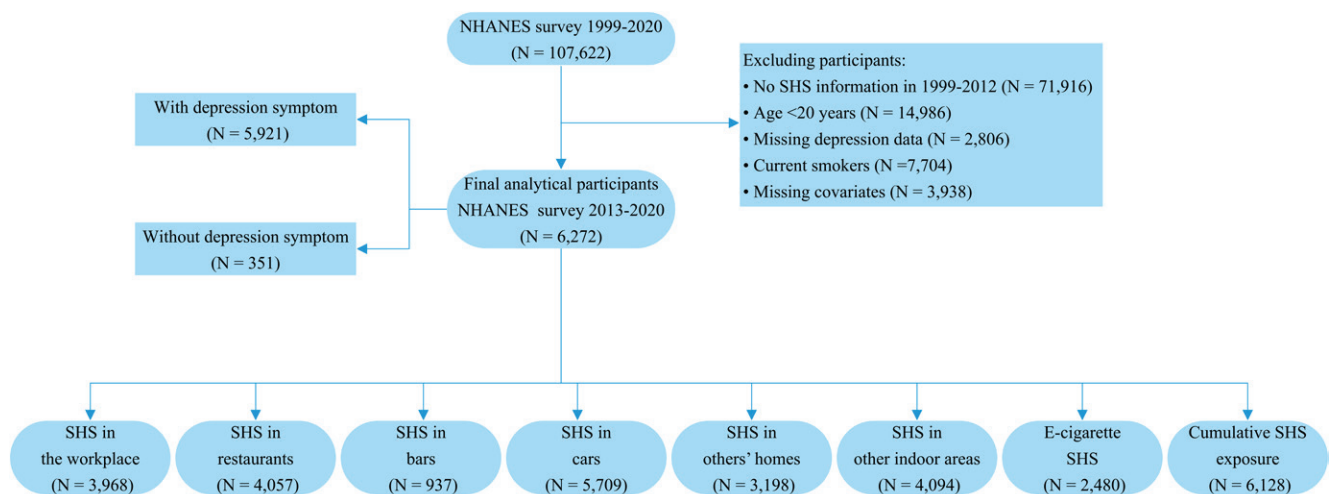 NHANES survey 1999-2020
(N = 107,622)
Excluding participants:
• No SHS information in 1999-2012 (N = 71,916)
• Age <20 years (N = 14,986)
• Missing depression data (N = 2,806)
• Current smokers (N =7,704)
• Missing covariates (N = 3,938)
With depression symptom
(N = 5,921)
Final analytical participants
NHANES survey 2013-2020
(N = 6,272)
Without depression symptom
(N = 351)
SHS in
the workplace
(N = 3,968)
SHS in
restaurants
(N = 4,057)
SHS in
bars
(N = 937)
SHS in
cars
(N = 5,709)
SHS in
others’ homes
(N = 3,198)
SHS in
other indoor areas
(N = 4,094)
E-cigarette
SHS
(N = 2,480)
Cumulative SHS
exposure
(N = 6,128)